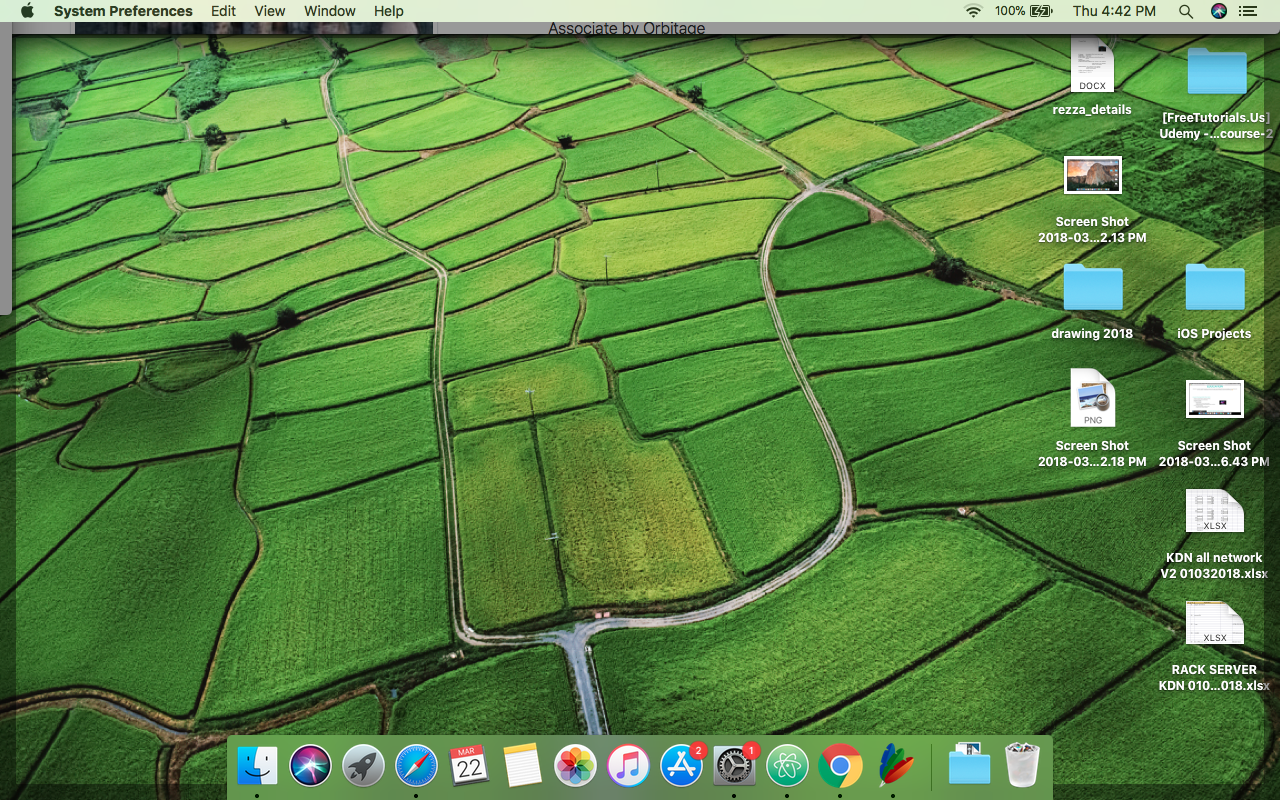 System Preferences Edit View Window Help 100% Thu 4:42 PM
Associate by Orbitage
DOCX
rezza_details
[FreeTutorials.Us]
Udemy -...course-2
Screen Shot
2018-03...2.13 PM
drawing 2018
iOS Projects
PNG
Screen Shot
2018-03...2.18 PM
Screen Shot
2018-03...6.43 PM
XLSX
KDN all network
V2 01032018.xlsx
XLSX
RACK SERVER
KDN 010...018.xlsx
MAR
22
2
1